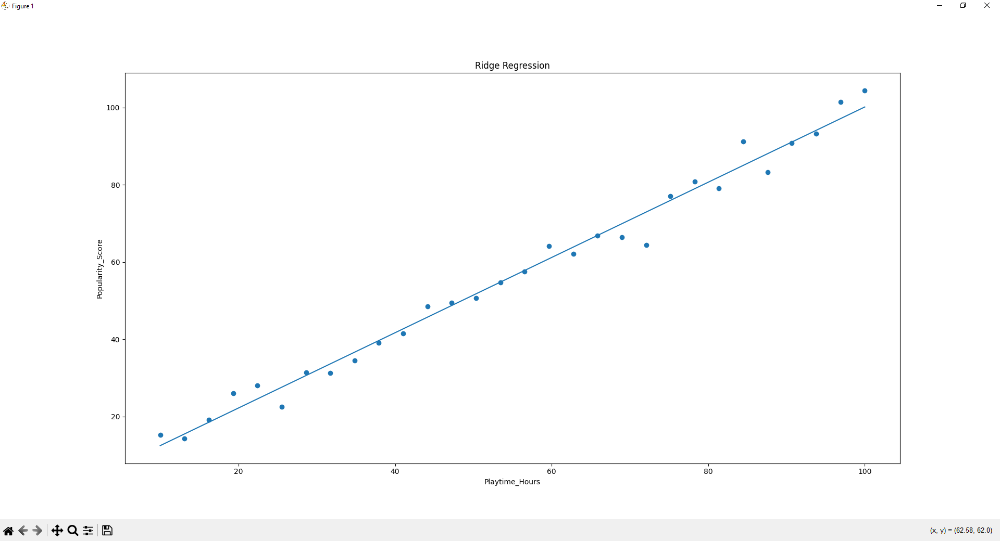 Figure 1
Ridge Regression
100
80
60
40
20
Popularity_Score
20 40 60 80 100
Playtime_Hours
(x, y) = (62.58, 62.0)